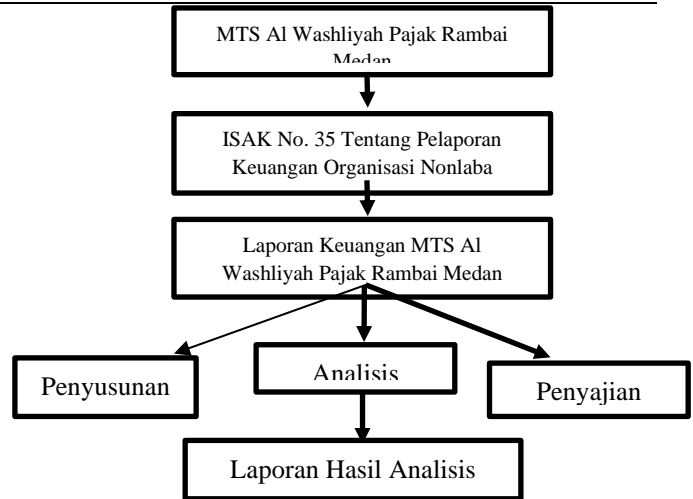 MTS Al Washliyah Pajak Rambai
Medan
ISAK No. 35 Tentang Pelaporan
Keuangan Organisasi Nonlaba
Laporan Keuangan MTS Al
Washliyah Pajak Rambai Medan
Penyusunan
Analisis
Penyajian
Laporan Hasil Analisis